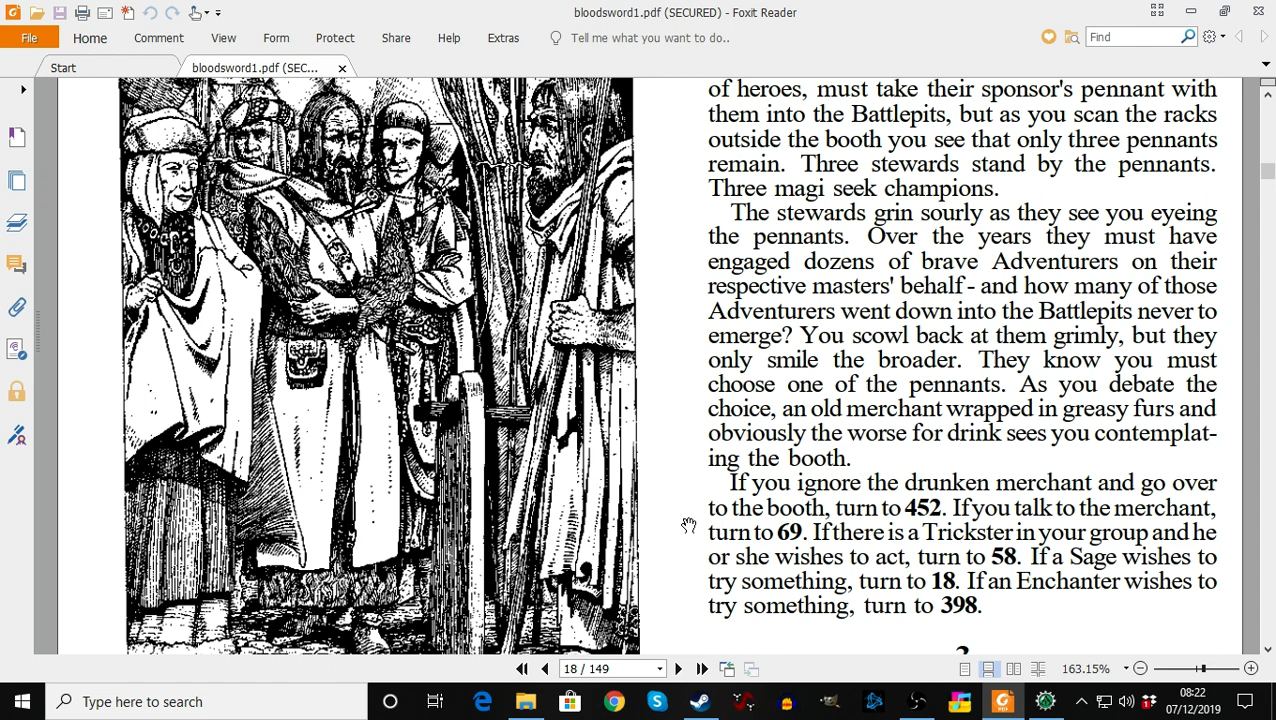 bloodsword1.pdf (SECURED) - Foxit Reader
File
Home
Comment
View
Form
Protect
Share
Help
Extras
Tell me what you want to do..
Find
Start
bloodsword1.pdf (SEC...
of heroes, must take their sponsor's pennant with
them into the Battlepits, but as you scan the racks
outside the booth you see that only three pennants
remain. Three stewards stand by the pennants.
Three magi seek champions.
The stewards grin sourly as they see you eyeing
the pennants. Over the years they must have
engaged dozens of brave Adventurers on their
respective masters' behalf - and how many of those
Adventurers went down into the Battlepits never to
emerge? You scowl back at them grimly, but they
only smile the broader. They know you must
choose one of the pennants. As you debate the
choice, an old merchant wrapped in greasy furs and
obviously the worse for drink sees you contemplat-
ing the booth.
If you ignore the drunken merchant and go over
to the booth, turn to 452. If you talk to the merchant,
turn to 69. If there is a Trickster in your group and he
or she wishes to act, turn to 58. If a Sage wishes to
try something, turn to 18. If an Enchanter wishes to
try something, turn to 398.
18 / 149
163.15%
Type here to search
08:22
07/12/2019